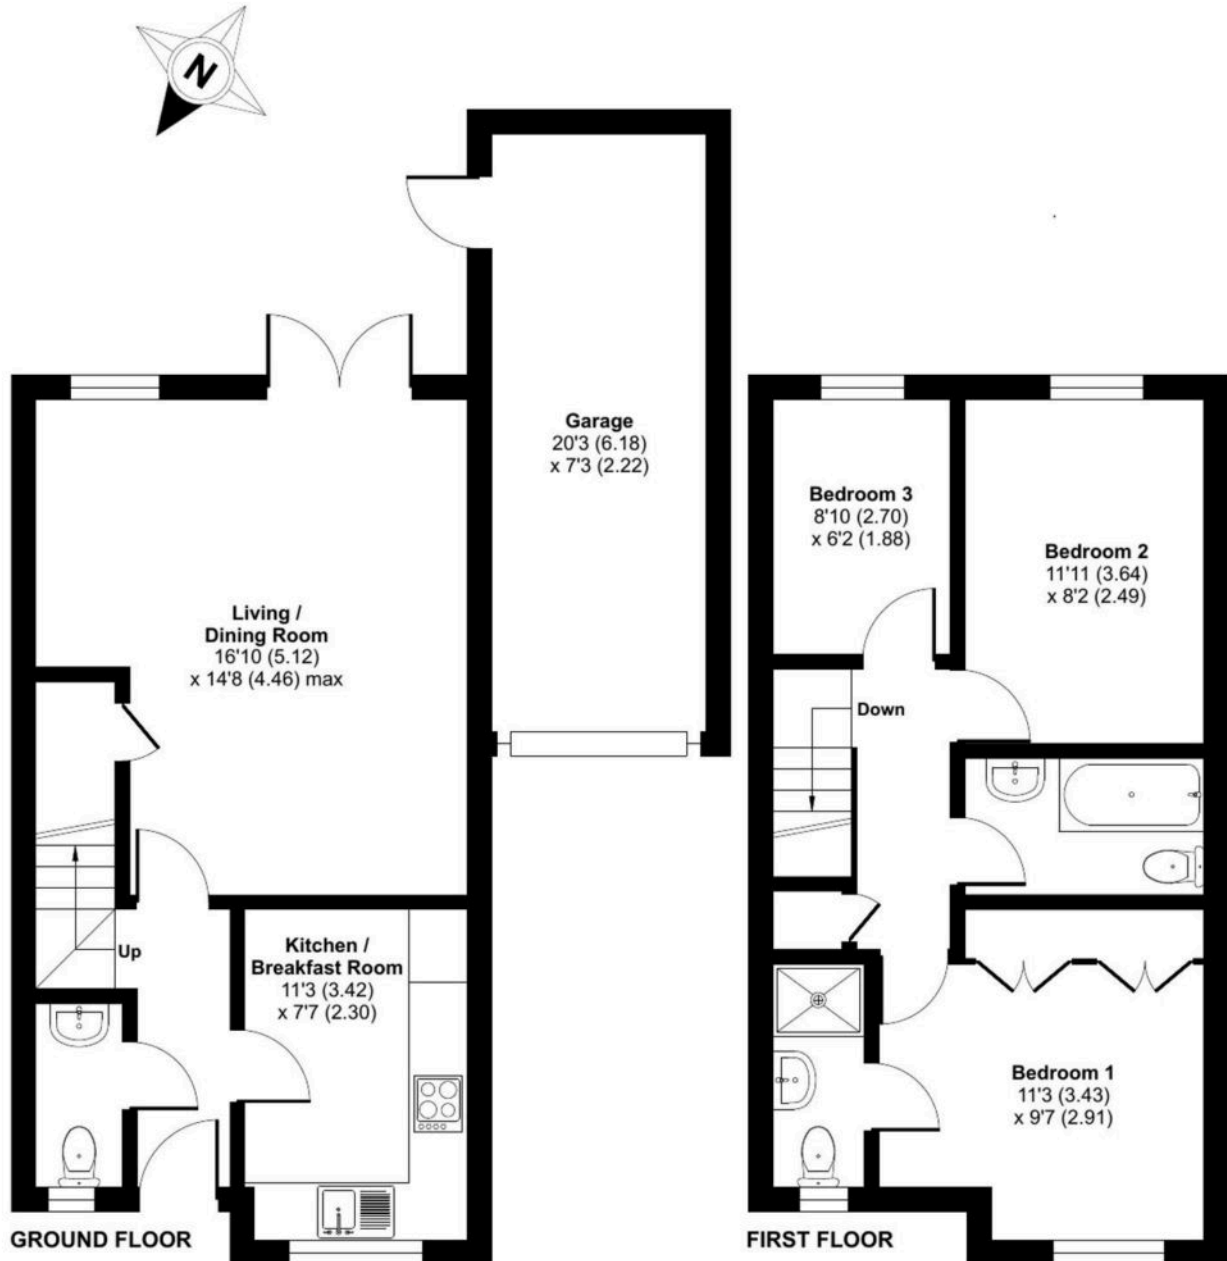 N
Garage
20'3 (6.18)
x 7'3 (2.22)
Living /
Dining Room
16'10 (5.12)
x 14'8 (4.46) max
Up
Kitchen /
Breakfast Room
11'3 (3.42)
x 7'7 (2.30)
GROUND FLOOR
Bedroom 3
8'10 (2.70)
x 6'2 (1.88)
Bedroom 2
11'11 (3.64)
x 8'2 (2.49)
Down
Bedroom 1
11'3 (3.43)
x 9'7 (2.91)
FIRST FLOOR